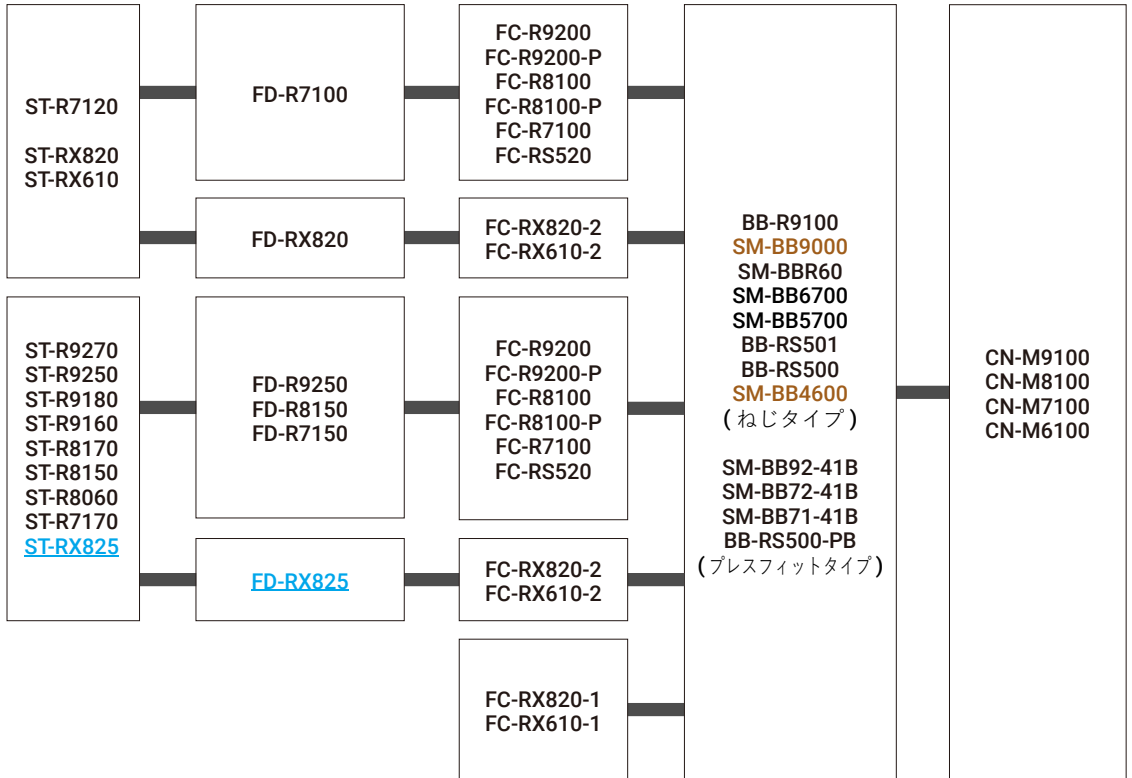 ST-R7120
ST-RX820
ST-RX610
FD-R7100
FC-R9200
FC-R9200-P
FC-R8100
FC-R8100-P
FC-R7100
FC-RS520
FD-RX820
FC-RX820-2
FC-RX610-2
ST-R9270
ST-R9250
ST-R9180
ST-R9160
ST-R8170
ST-R8150
ST-R8060
ST-R7170
ST-RX825
FD-R9250
FD-R8150
FD-R7150
FC-R9200
FC-R9200-P
FC-R8100
FC-R8100-P
FC-R7100
FC-RS520
FD-RX825
FC-RX820-2
FC-RX610-2
FC-RX820-1
FC-RX610-1
BB-R9100
SM-BB9000
SM-BBR60
SM-BB6700
SM-BB5700
BB-RS501
BB-RS500
SM-BB4600
(ねじタイプ)
SM-BB92-41B
SM-BB72-41B
SM-BB71-41B
BB-RS500-PB
(プレスフィットタイプ)
CN-M9100
CN-M8100
CN-M7100
CN-M6100